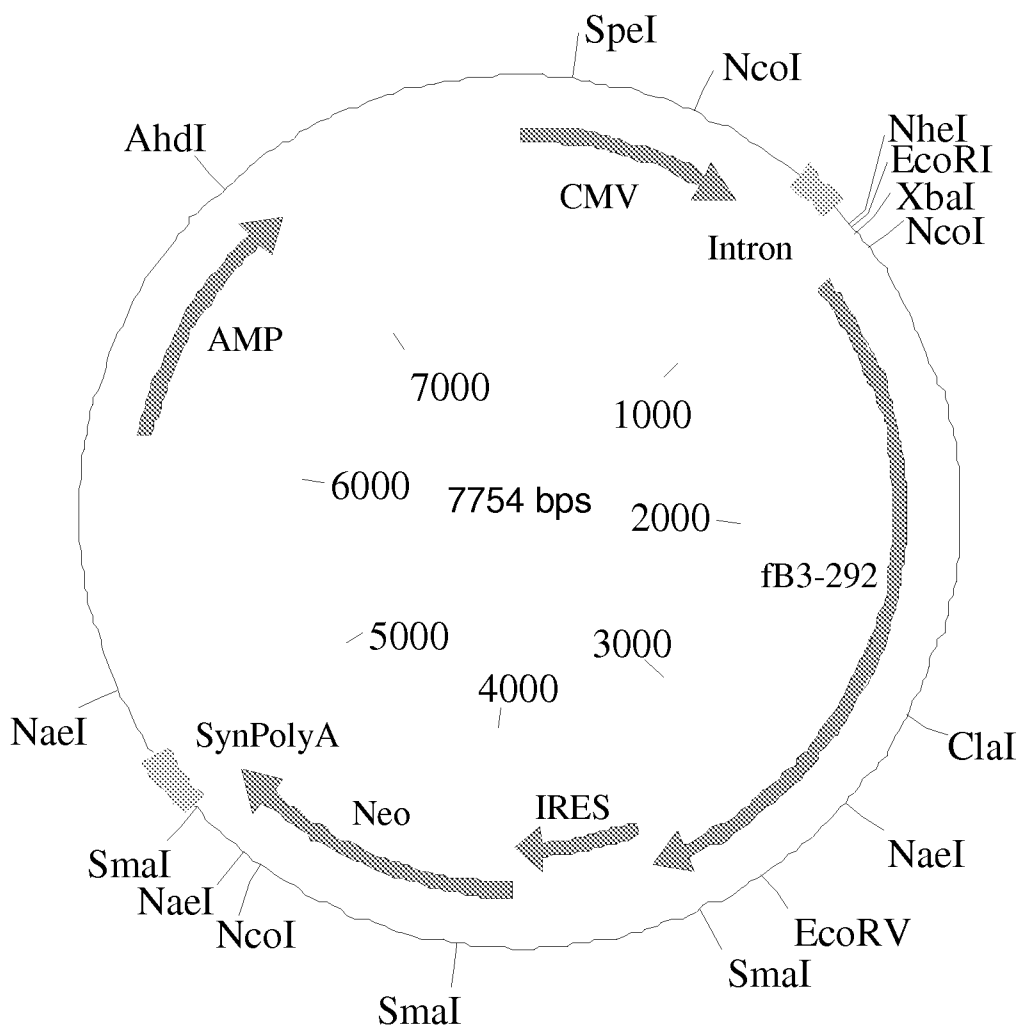 SpeI
NcoI
AhdI
NheI
EcoRI
XbaI
NcoI
CMV
Intron
AMP
7000
1000
6000
7754 bps
2000
fB3-292
5000
3000
4000
NaeI
SynPolyA
ClaI
Neo
IRES
SmaI
NaeI
NaeI
NcoI
EcoRV
SmaI
SmaI